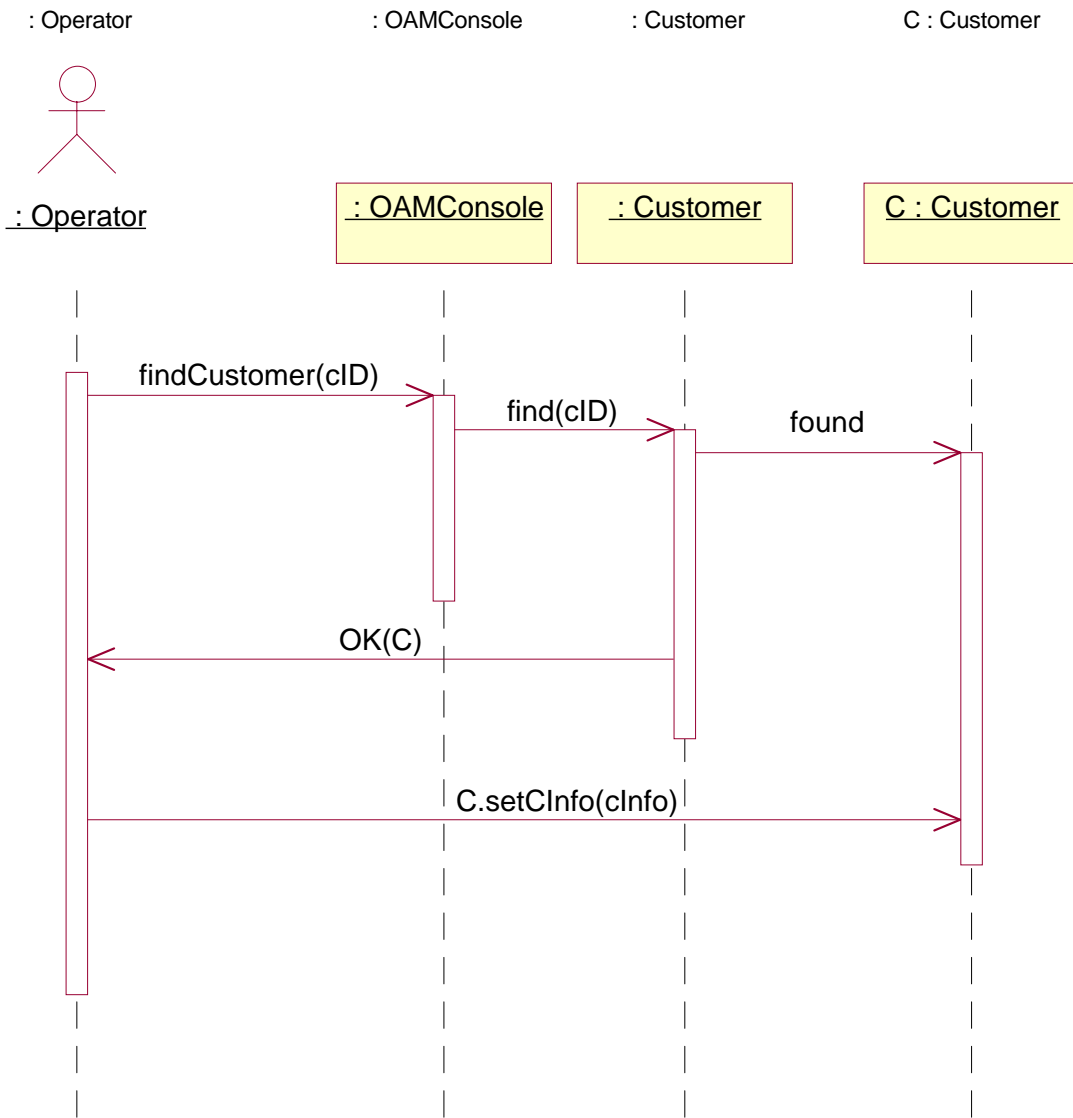 : Operator
: OAMConsole
: Customer
C : Customer
: Operator
: OAMConsole
: Customer
C : Customer
findCustomer(cID)
find(cID)
found
OK(C)
C.setCInfo(cInfo)